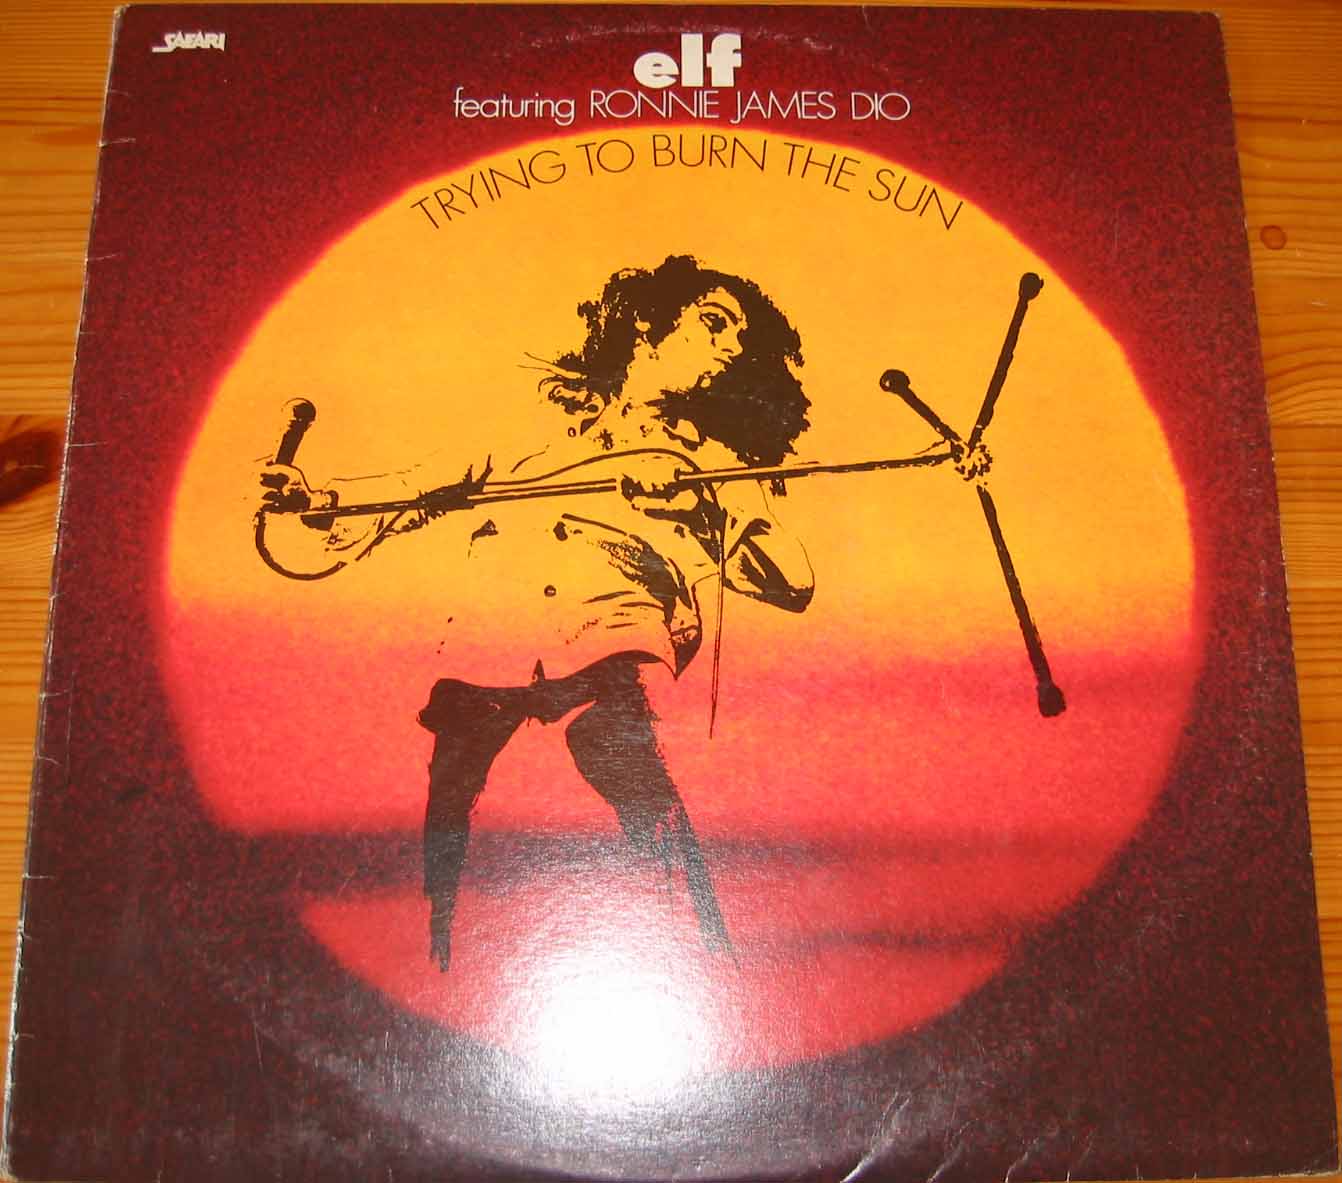 SAFARI
elf
featuring RONNIE JAMES DIO
TRYING TO BURN THE SUN